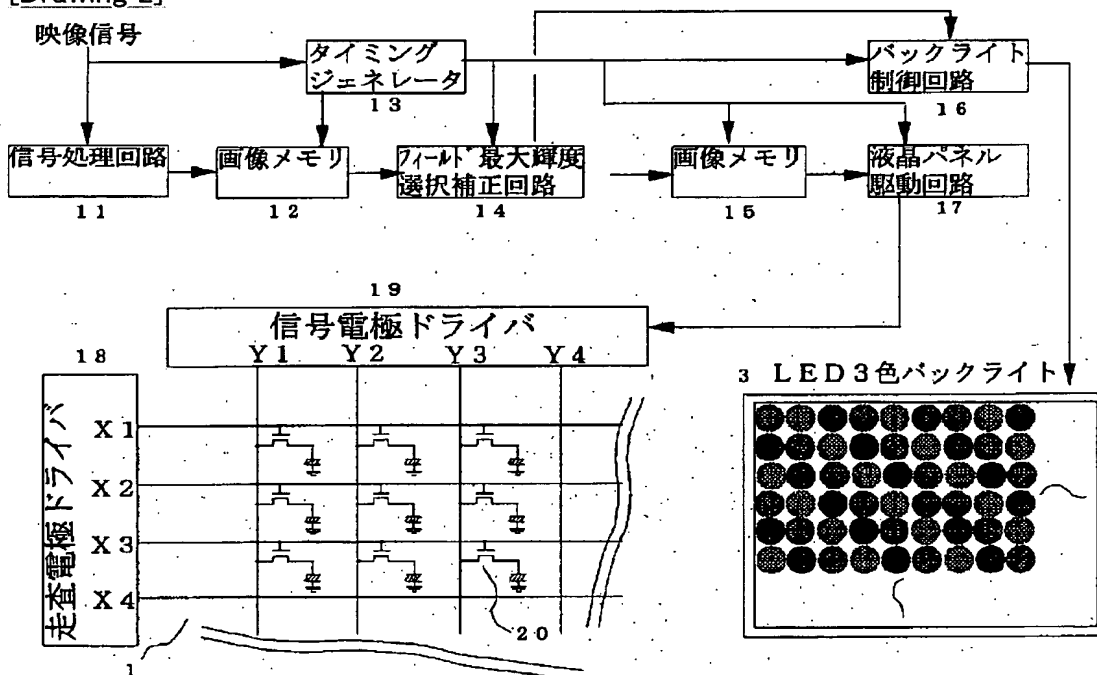 [Drawing 2]
映像信号
タイミング
ジェネレータ
13
バックライト
制御回路
16
信号処理回路
11
画像メモリ
12
フィールド最大輝度
選択補正回路
14
画像メモリ
15
液晶パネル
駆動回路
17
19
信号電極ドライバ
Y1 Y2 Y3 Y4
18
走査電極ドライバ
X1
X2
X3
X4
20
1
3 LED3色バックライト